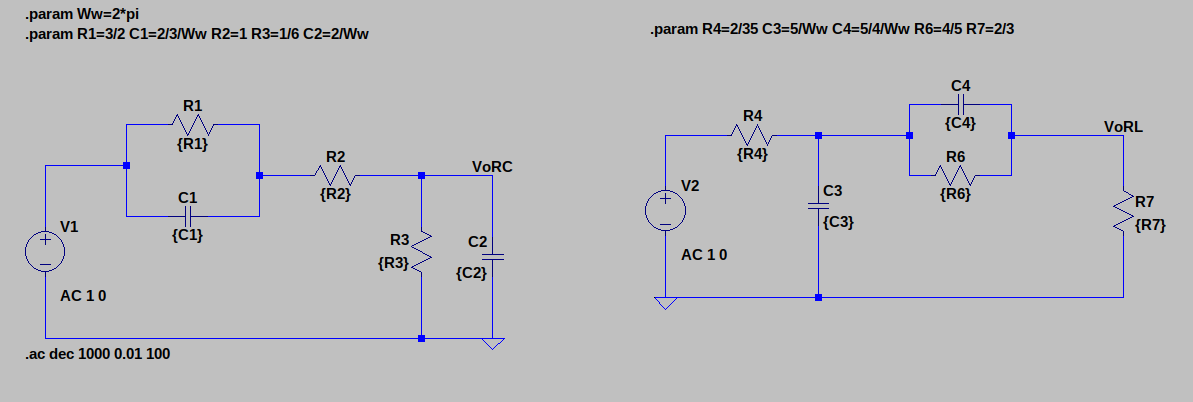 .param Ww=2*pi
.param R1=3/2 C1=2/3/Ww R2=1 R3=1/6 C2=2/Ww
.param R4=2/35 C3=5/Ww C4=5/4/Ww R6=4/5 R7=2/3
R1
{R1}
C1
{C1}
R2
{R2}
VoRC
V1
AC 1 0
R3
{R3}
C2
{C2}
.ac dec 1000 0.01 100
C4
{C4}
R4
{R4}
R6
{R6}
VoRL
V2
AC 1 0
C3
{C3}
R7
{R7}